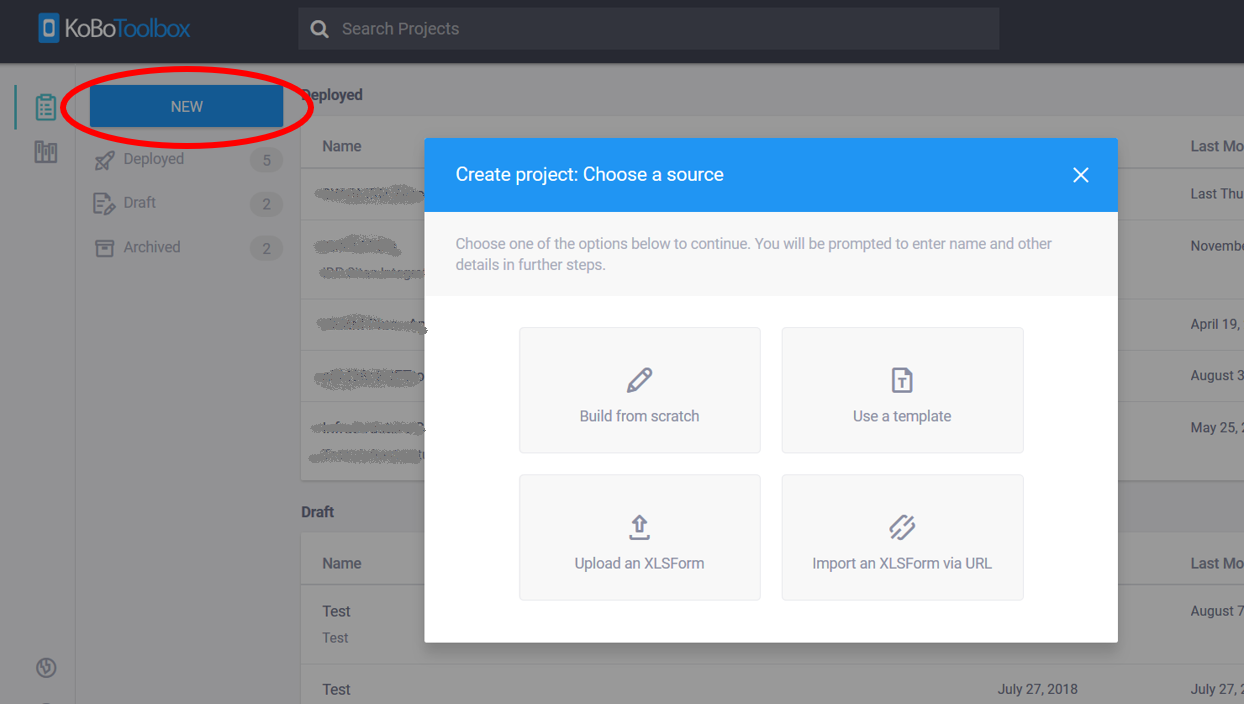 KoBoToolbox
Search Projects
NEW
Deployed 5
Draft 2
Archived 2
Deployed
Name
Last Mo
Last Thu
Novembe
April 19,
August 3
May 25, 2
Create project: Choose a source
Choose one of the options below to continue. You will be prompted to enter name and other
details in further steps.
Build from scratch
Use a template
Upload an XLSForm
Import an XLSForm via URL
Draft
Name
Last Mo
Test
August 7
Test
Test
July 27, 2018
July 27, 2